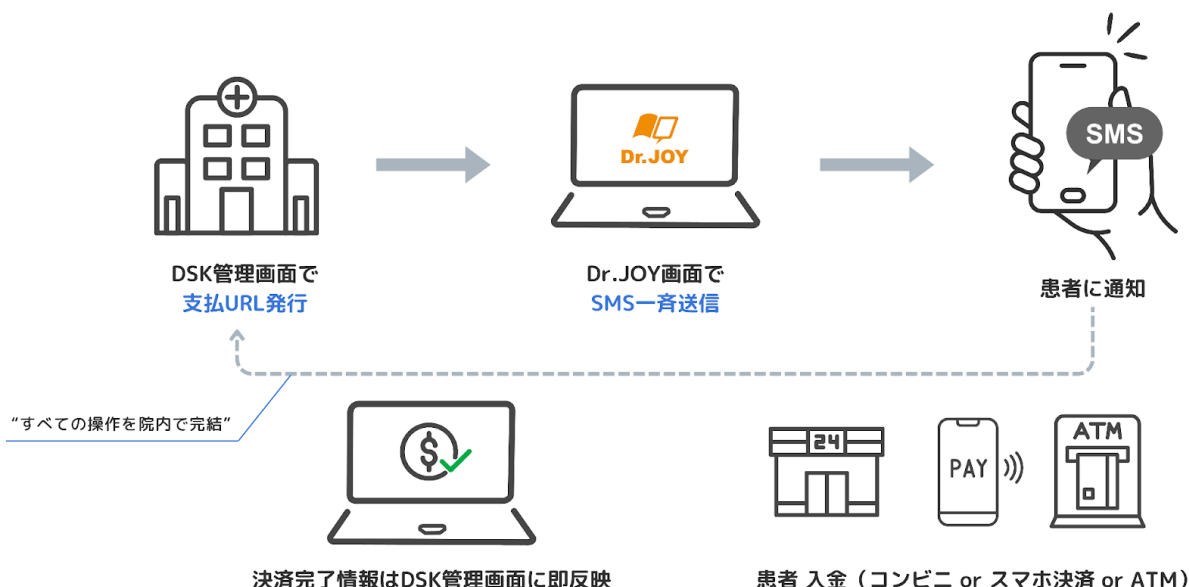 Dr.JOY
SMS
DSK管理画面で
支払URL発行
Dr.JOY画面で
SMS一斉送信
患者に通知
“すべての操作を院内で完結”
24
PAY
ATM
決済完了情報はDSK管理画面に即反映
患者 入金（コンビニ or スマホ決済 or ATM）